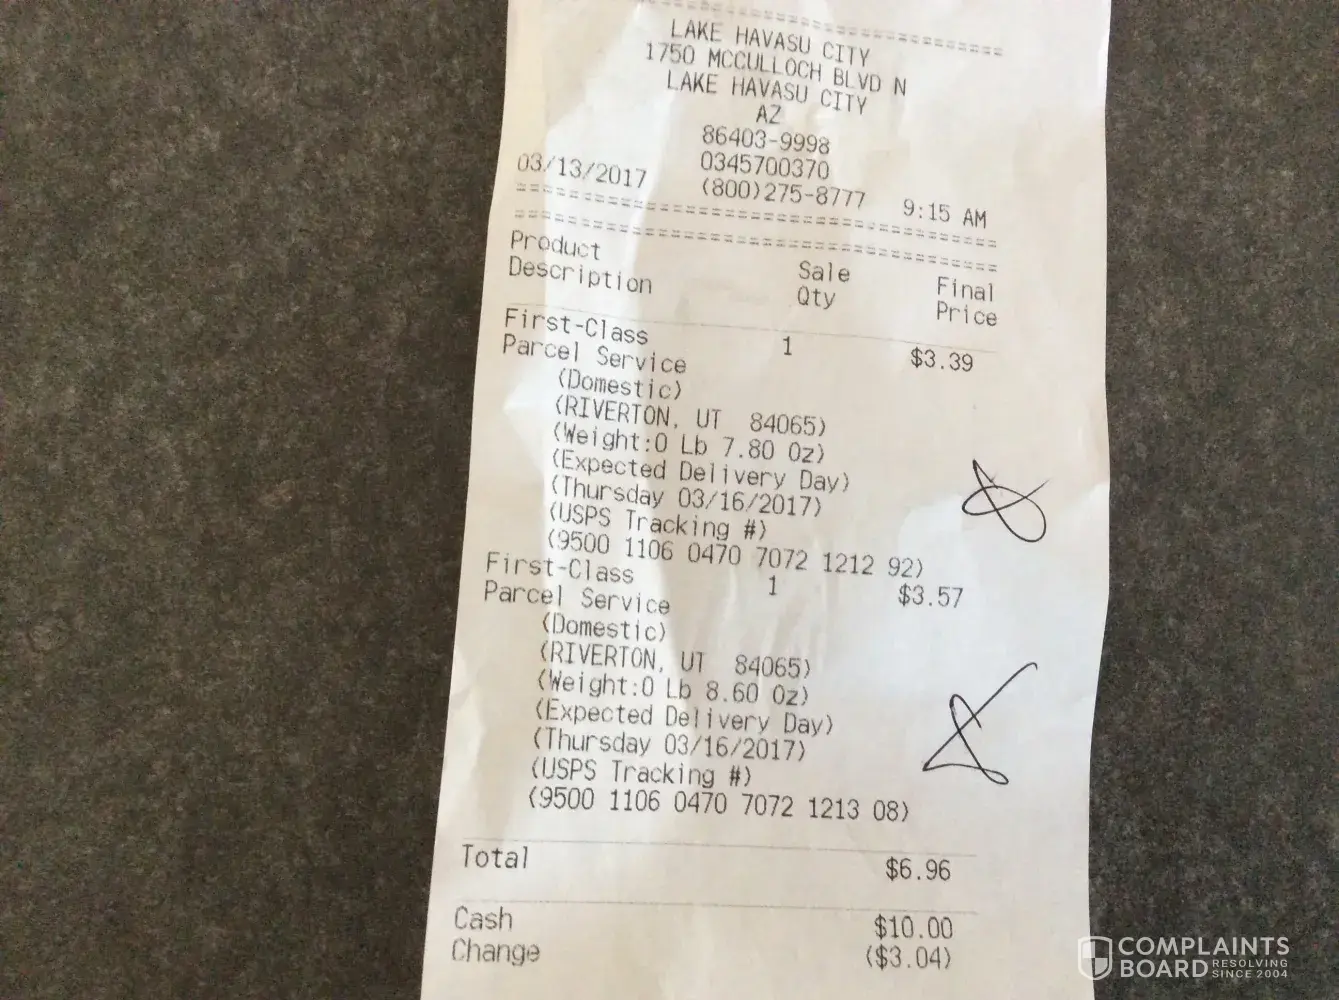 LAKE HAVASU CITY
1750 MCCULLOCH BLVD N
LAKE HAVASU CITY
AZ
86403-9998
0345700370
03/13/2017 (800)275-8777 9:15 AM
Product Sale Final
Description Qty Price
First-Class 1 $3.39
Parcel Service
(Domestic)
(RIVERTON, UT 84065)
(Weight:0 Lb 7.80 Oz)
(Expected Delivery Day)
(Thursday 03/16/2017)
(USPS Tracking #)
(9500 1106 0470 7072 1212 92)
First-Class 1 $3.57
Parcel Service
(Domestic)
(RIVERTON, UT 84065)
(Weight:0 Lb 8.60 Oz)
(Expected Delivery Day)
(Thursday 03/16/2017)
(USPS Tracking #)
(9500 1106 0470 7072 1213 08)
Total $6.96
Cash $10.00
Change ($3.04)
COMPLAINTS
BOARD RESOLVING SINCE 2004